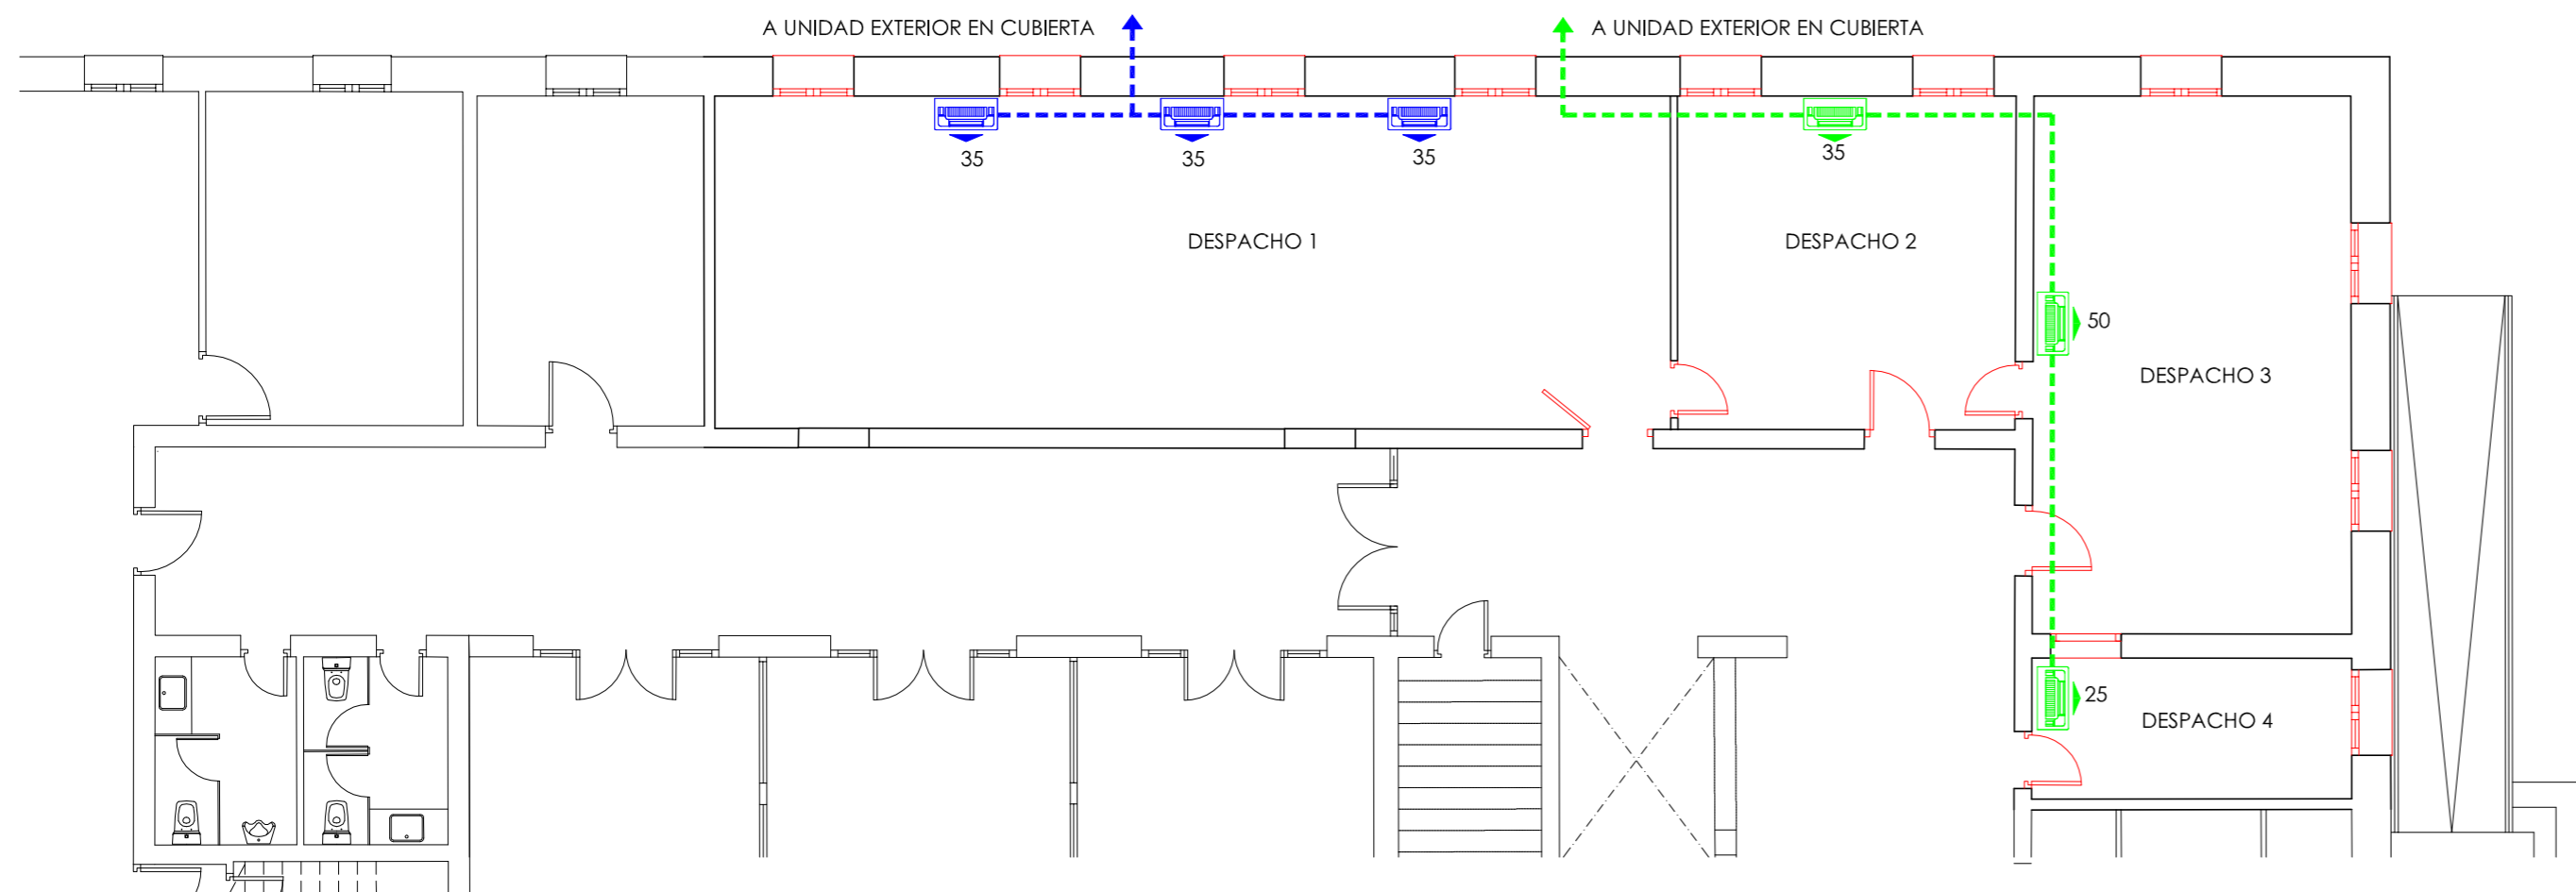 A UNIDAD EXTERIOR EN CUBIERTA
A UNIDAD EXTERIOR EN CUBIERTA
35
35
35
35
DESPACHO 1
DESPACHO 2
50
DESPACHO 3
25
DESPACHO 4